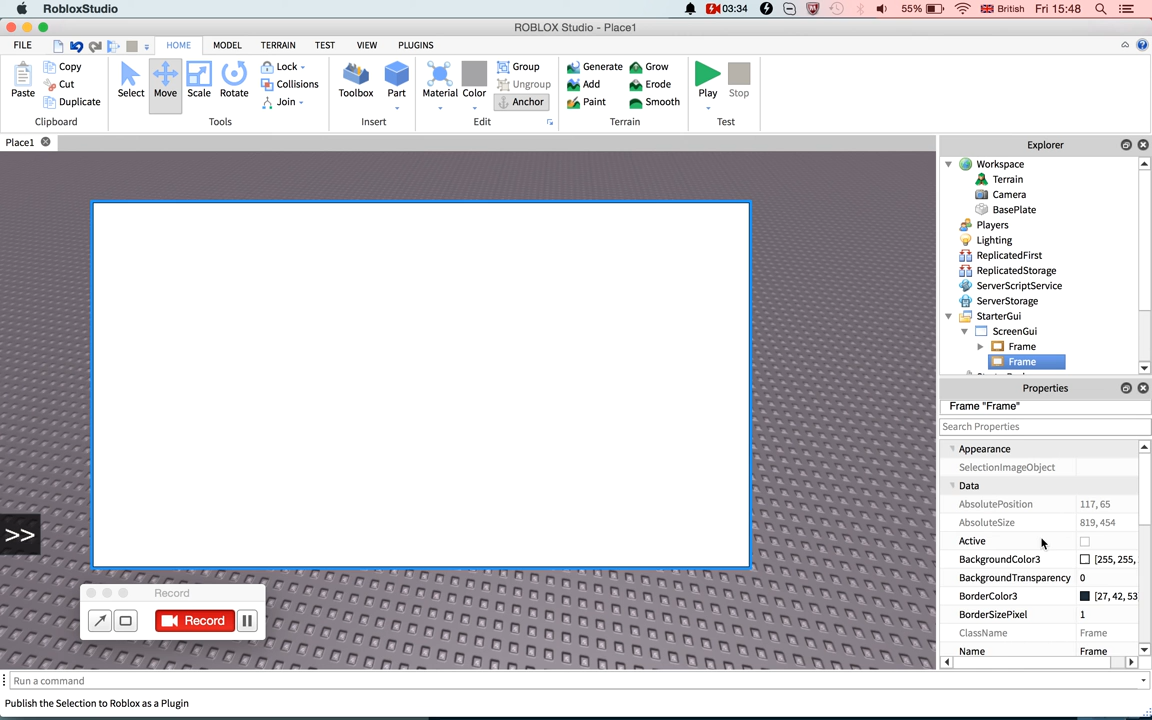 RobloxStudio 03:34 55% British Fri 15:48
ROBLOX Studio - Place1
FILE HOME MODEL TERRAIN TEST VIEW PLUGINS
Paste Copy Cut Duplicate
Clipboard
Select Move Scale Rotate Lock Collisions Join
Tools
Toolbox Part
Insert
Material Color Group Ungroup Anchor
Edit
Generate Grow Add Erode Paint Smooth
Terrain
Play Stop
Test
Place1
Explorer
Workspace
Terrain
Camera
BasePlate
Players
Lighting
ReplicatedFirst
ReplicatedStorage
ServerScriptService
ServerStorage
StarterGui
ScreenGui
Frame
Frame
Properties
Frame "Frame"
Search Properties
Appearance
SelectionImageObject
Data
AbsolutePosition 117, 65
AbsoluteSize 819, 454
Active
BackgroundColor3 [255, 255,
BackgroundTransparency 0
BorderColor3 [27, 42, 53
BorderSizePixel 1
ClassName Frame
Name Frame
>>
Record
Record
Run a command
Publish the Selection to Roblox as a Plugin